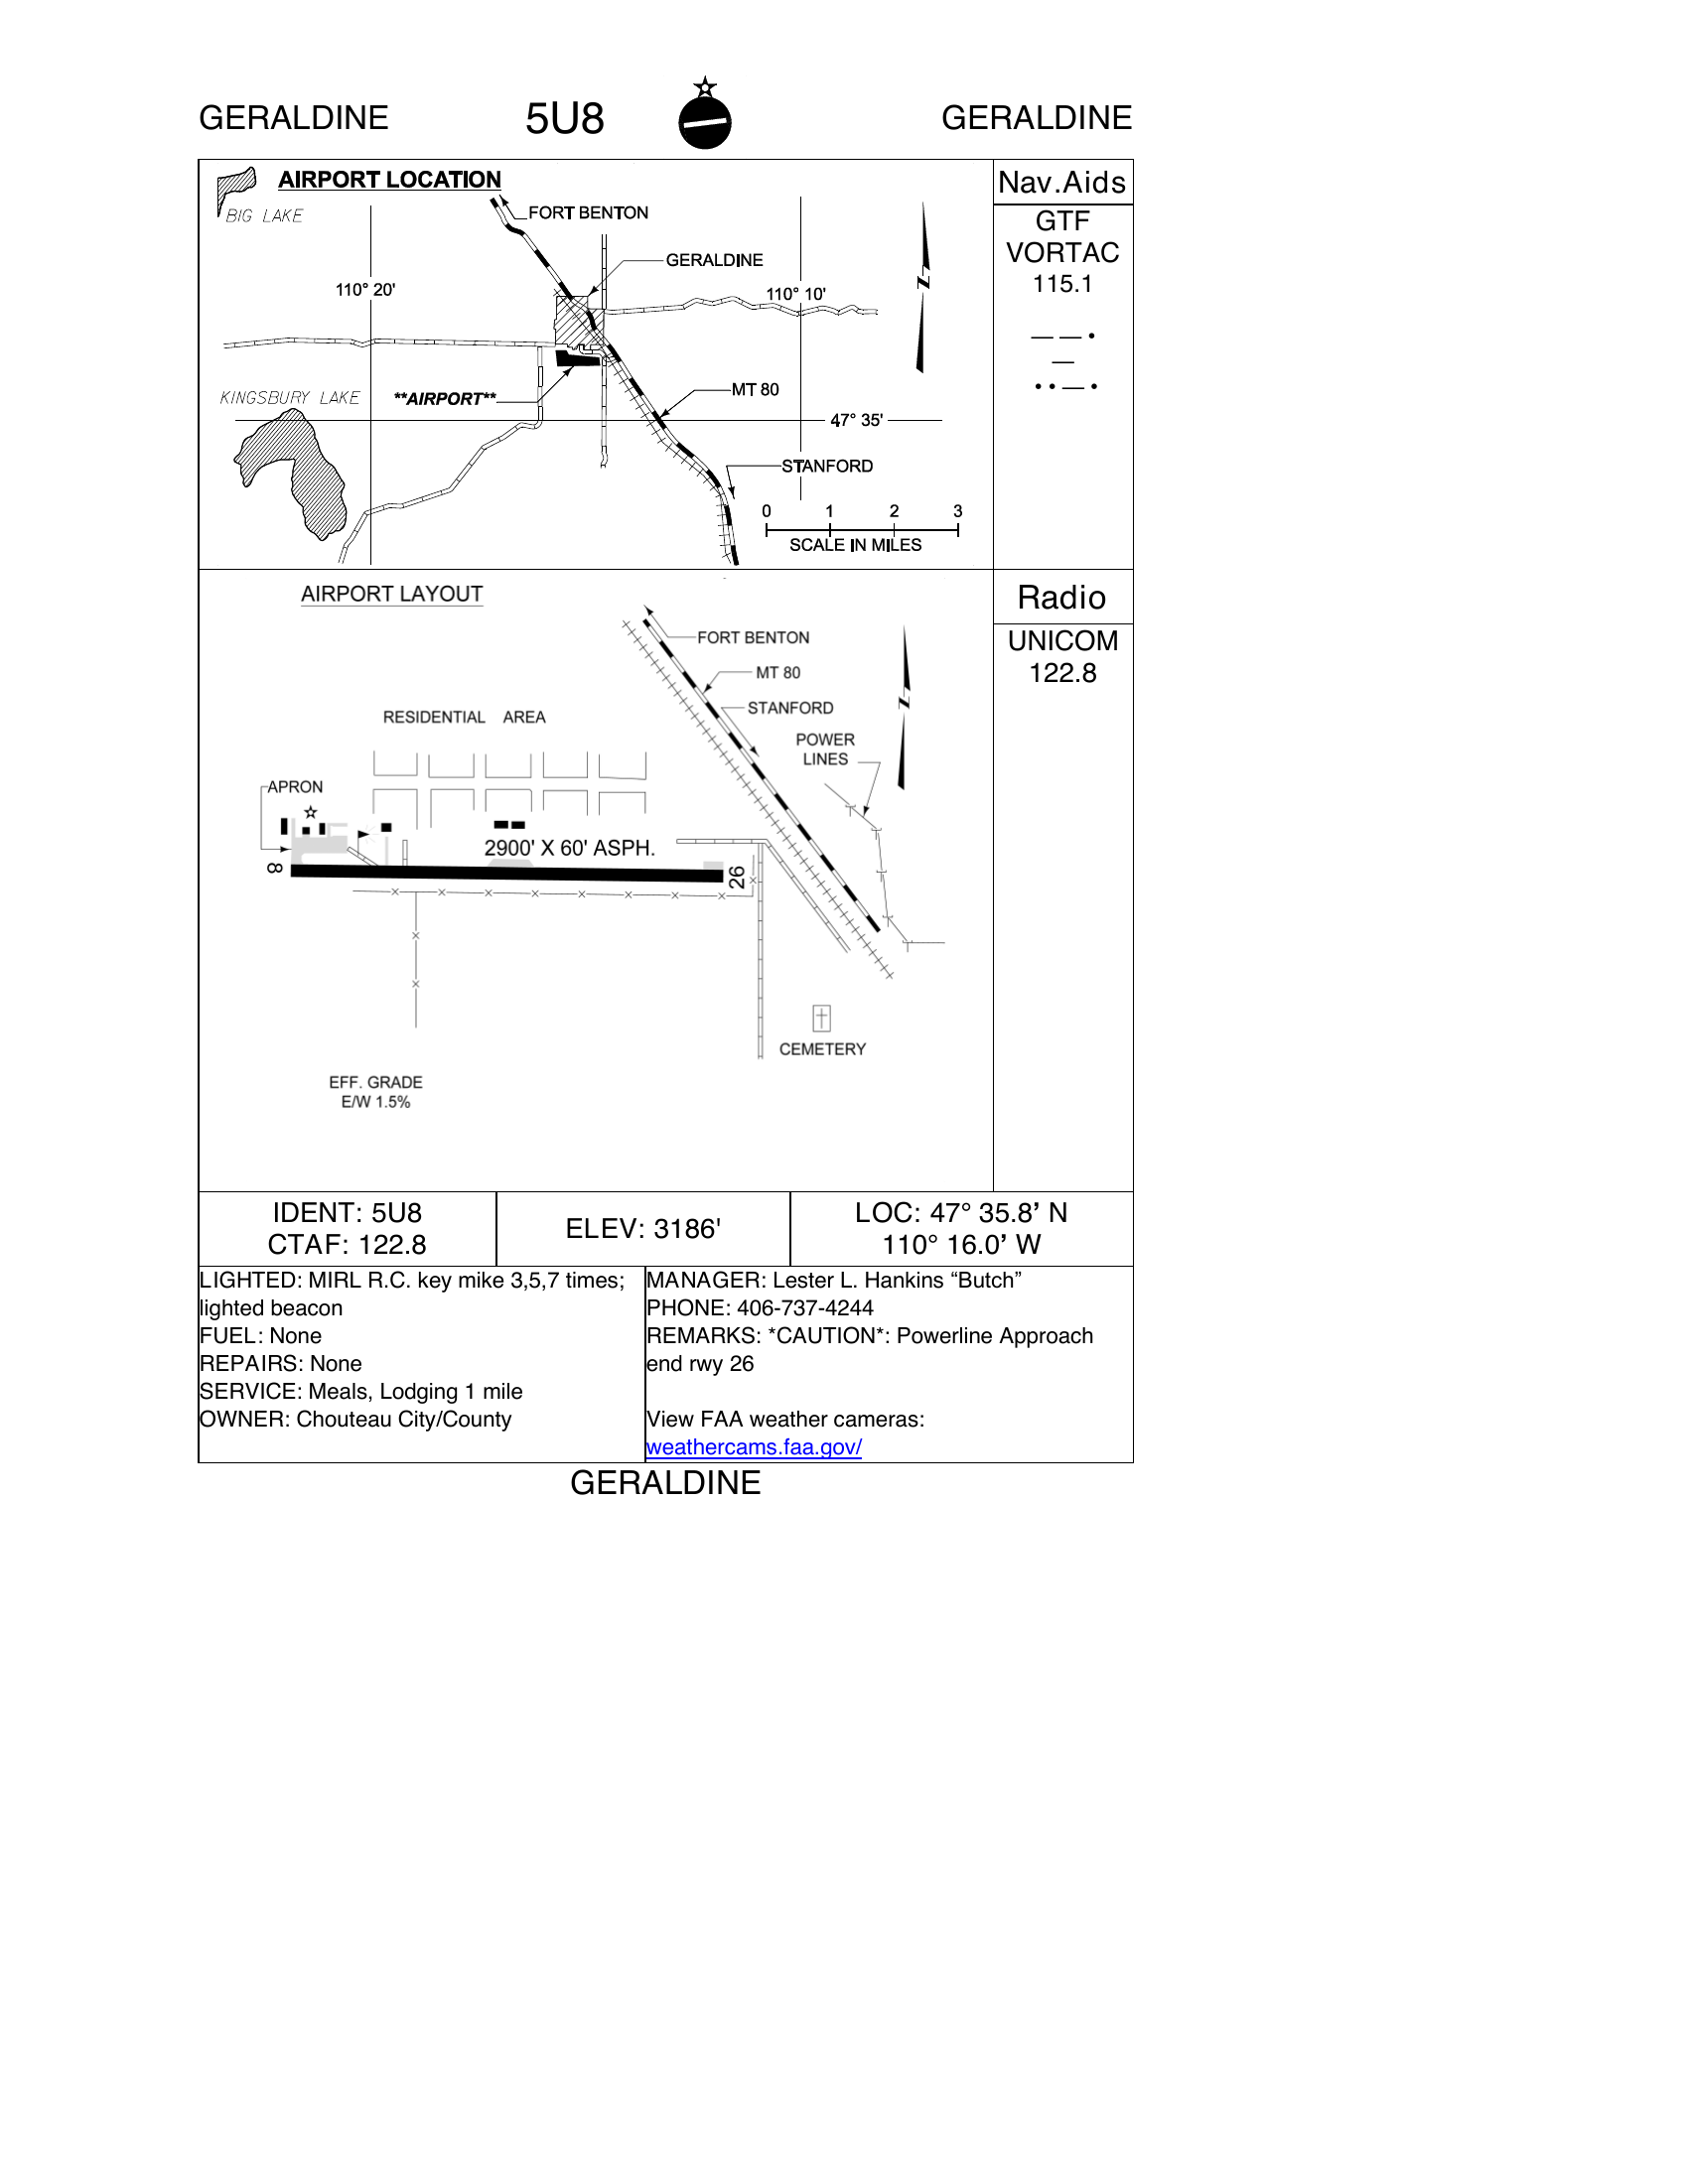 GERALDINE 5U8 GERALDINE
AIRPORT LOCATION
BIG LAKE
FORT BENTON
GERALDINE
110° 20'
110° 10'
N
KINGSBURY LAKE
**AIRPORT**
MT 80
47° 35'
STANFORD
0 1 2 3
SCALE IN MILES
Nav.Aids
GTF
VORTAC
115.1
— — •
—
• • — •
AIRPORT LAYOUT
FORT BENTON
MT 80
STANFORD
N
RESIDENTIAL AREA
POWER
LINES
APRON
2900' X 60' ASPH.
8
26
CEMETERY
EFF. GRADE
E/W 1.5%
Radio
UNICOM
122.8
IDENT: 5U8
CTAF: 122.8
ELEV: 3186'
LOC: 47° 35.8’ N
110° 16.0’ W
LIGHTED: MIRL R.C. key mike 3,5,7 times;
lighted beacon
FUEL: None
REPAIRS: None
SERVICE: Meals, Lodging 1 mile
OWNER: Chouteau City/County
MANAGER: Lester L. Hankins “Butch”
PHONE: 406-737-4244
REMARKS: *CAUTION*: Powerline Approach
end rwy 26
View FAA weather cameras:
weathercams.faa.gov/
GERALDINE